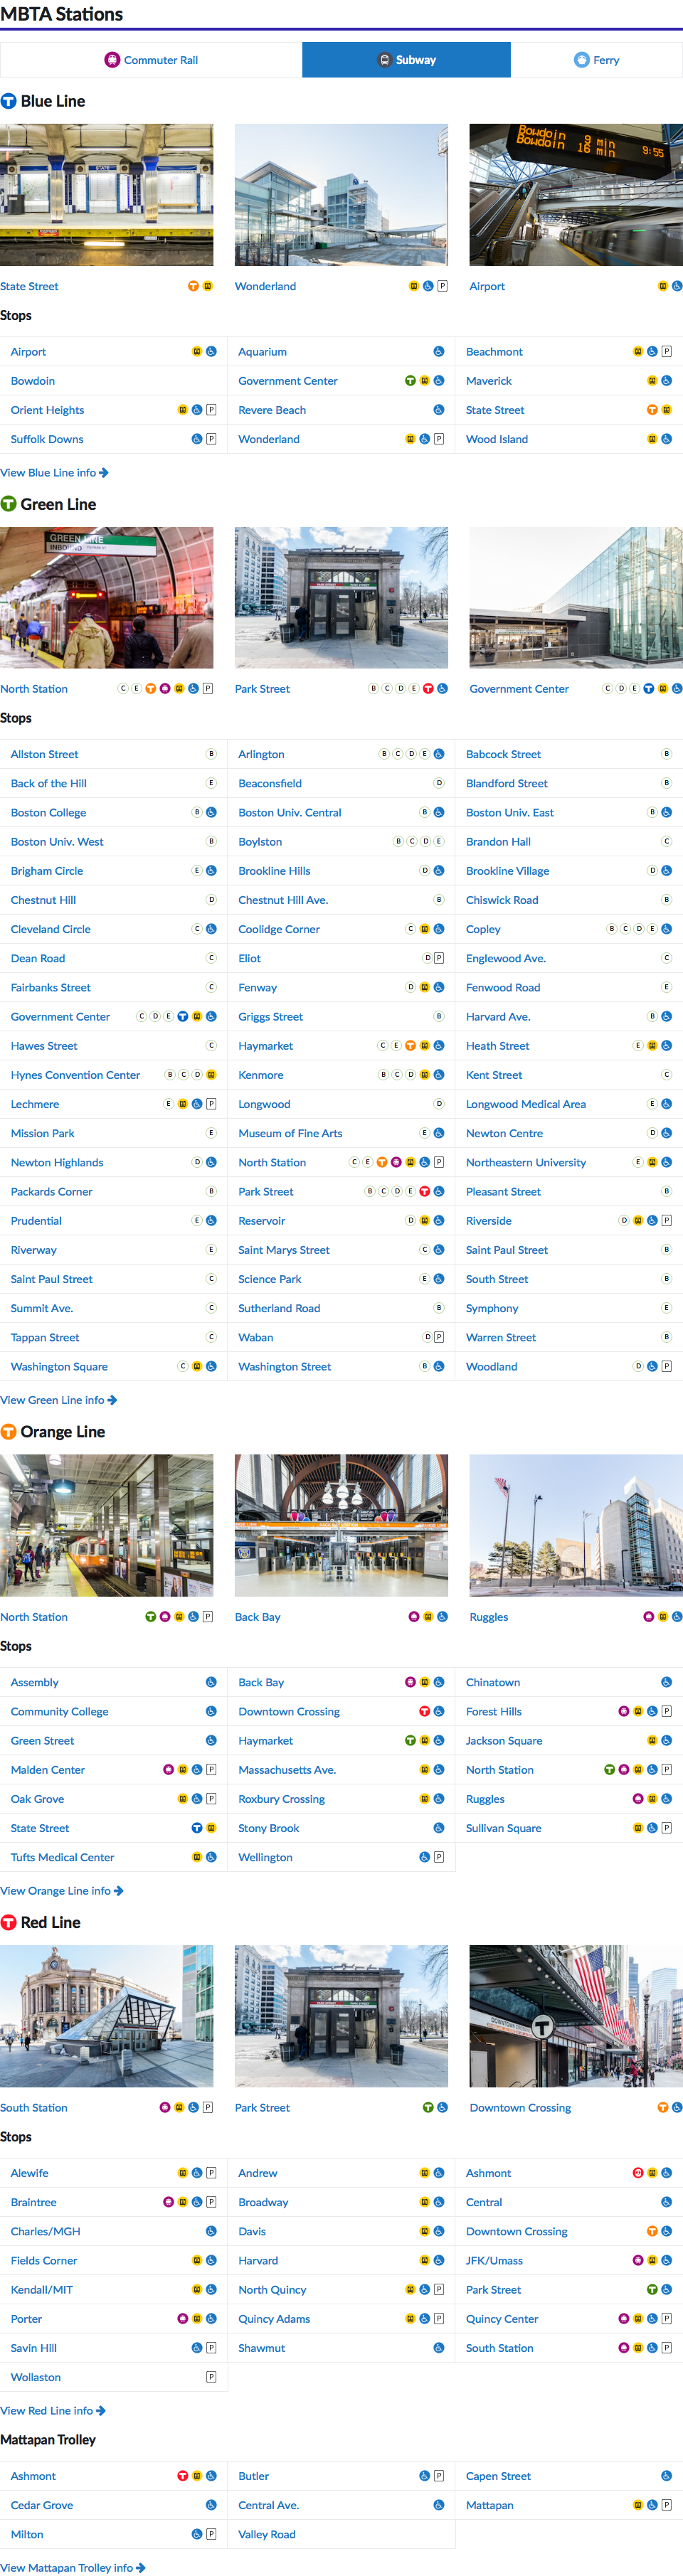 MBTA Stations
Commuter Rail Subway Ferry
T Blue Line
STATE
Bowdoin 9 min
Bowdoin 16 min 9:55
State Street T
Wonderland P
Airport
Stops
Airport Aquarium Beachmont P
Bowdoin Government Center T Maverick
Orient Heights P Revere Beach State Street T
Suffolk Downs P Wonderland P Wood Island
View Blue Line info
T Green Line
GREEN LINE
INBOUND
North Station C E T P
Park Street B C D E T
Government Center C D E T
Stops
Allston Street B Arlington B C D E Babcock Street B
Back of the Hill E Beaconsfield D Blandford Street B
Boston College B Boston Univ. Central B Boston Univ. East B
Boston Univ. West B Boylston B C D E Brandon Hall C
Brigham Circle E Brookline Hills D Brookline Village D
Chestnut Hill D Chestnut Hill Ave. B Chiswick Road B
Cleveland Circle C Coolidge Corner C Copley B C D E
Dean Road C Eliot D P Englewood Ave. C
Fairbanks Street C Fenway D Fenwood Road E
Government Center C D E T Griggs Street B Harvard Ave. B
Hawes Street C Haymarket C E T Heath Street E
Hynes Convention Center B C D Kenmore B C D Kent Street C
Lechmere E P Longwood D Longwood Medical Area E
Mission Park E Museum of Fine Arts E Newton Centre D
Newton Highlands D North Station C E T P Northeastern University E
Packards Corner B Park Street B C D E T Pleasant Street B
Prudential E Reservoir D Riverside D P
Riverway E Saint Marys Street C Saint Paul Street B
Saint Paul Street C Science Park E South Street B
Summit Ave. C Sutherland Road B Symphony E
Tappan Street C Waban D P Warren Street B
Washington Square C Washington Street B Woodland D P
View Green Line info
T Orange Line
North Station T P
Back Bay
Ruggles
Stops
Assembly Back Bay Chinatown
Community College Downtown Crossing T Forest Hills P
Green Street Haymarket T Jackson Square
Malden Center P Massachusetts Ave. North Station T P
Oak Grove P Roxbury Crossing Ruggles
State Street T Stony Brook Sullivan Square P
Tufts Medical Center Wellington P
View Orange Line info
T Red Line
DOWNTOWN CROSSING
T
South Station P
Park Street T
Downtown Crossing T
Stops
Alewife P Andrew Ashmont
Braintree P Broadway Central
Charles/MGH Davis Downtown Crossing T
Fields Corner Harvard JFK/Umass
Kendall/MIT North Quincy P Park Street T
Porter Quincy Adams P Quincy Center P
Savin Hill P Shawmut South Station P
Wollaston P
View Red Line info
Mattapan Trolley
Ashmont T Butler P Capen Street
Cedar Grove Central Ave. Mattapan P
Milton P Valley Road
View Mattapan Trolley info